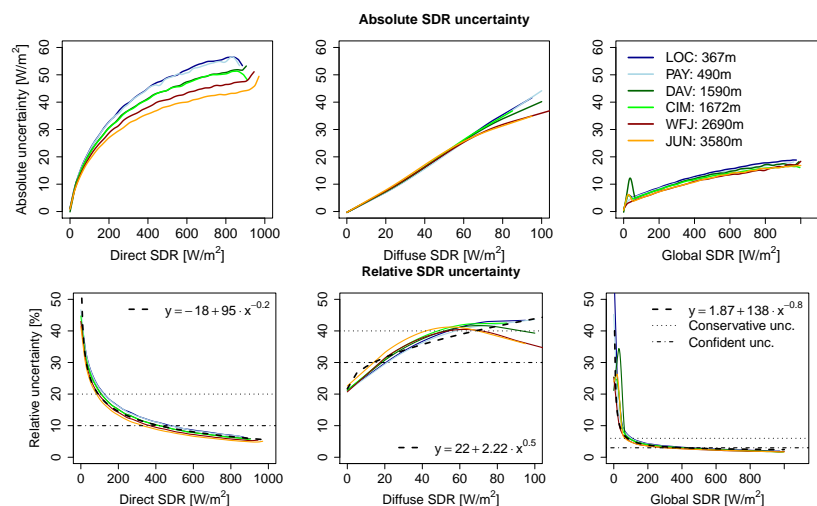 Absolute SDR uncertainty
Absolute uncertainty [W/m²]
0 10 20 30 40 50 60
0 200 400 600 800 1000
Direct SDR [W/m²]
0 10 20 30 40 50 60
0 20 40 60 80 100
Diffuse SDR [W/m²]
LOC: 367m
PAY: 490m
DAV: 1590m
CIM: 1672m
WFJ: 2690m
JUN: 3580m
0 10 20 30 40 50 60
0 200 400 600 800
Global SDR [W/m²]
Relative SDR uncertainty
Relative uncertainty [%]
y = − 18 + 95 · x^−0.2
0 10 20 30 40 50
0 200 400 600 800 1000
Direct SDR [W/m²]
y = 22 + 2.22 · x^0.5
0 10 20 30 40 50
0 20 40 60 80 100
Diffuse SDR [W/m²]
y = 1.87 + 138 · x^−0.8
Conservative unc.
Confident unc.
0 10 20 30 40 50
0 200 400 600 800
Global SDR [W/m²]